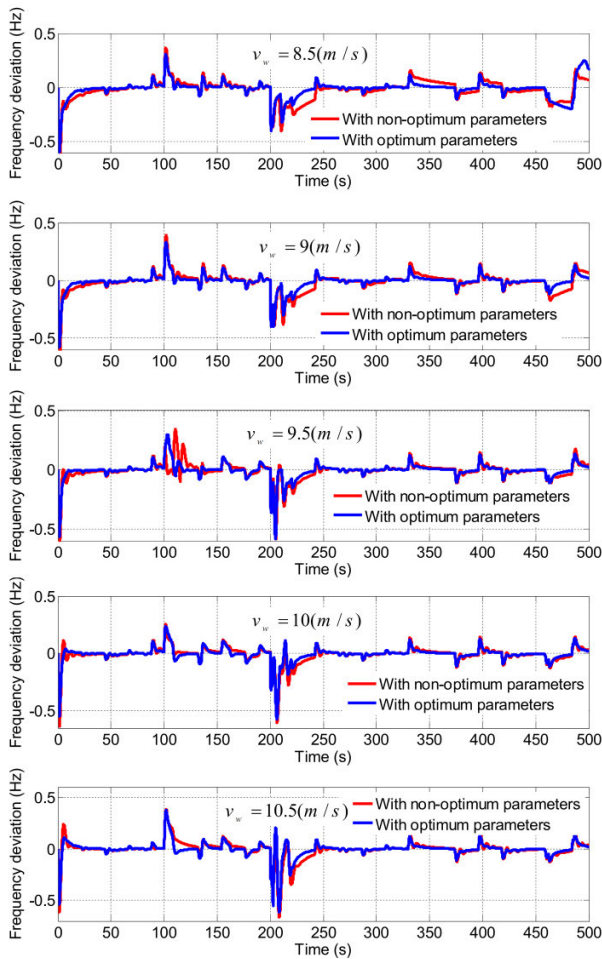 Frequency deviation (Hz)
0.5
0
-0.5
v_w = 8.5(m / s)
With non-optimum parameters
With optimum parameters
0 50 100 150 200 250 300 350 400 450 500
Time (s)
Frequency deviation (Hz)
0.5
0
-0.5
v_w = 9(m / s)
With non-optimum parameters
With optimum parameters
0 50 100 150 200 250 300 350 400 450 500
Time (s)
Frequency deviation (Hz)
0.5
0
-0.5
v_w = 9.5(m / s)
With non-optimum parameters
With optimum parameters
0 50 100 150 200 250 300 350 400 450 500
Time (s)
Frequency deviation (Hz)
0.5
0
-0.5
v_w = 10(m / s)
With non-optimum parameters
With optimum parameters
0 50 100 150 200 250 300 350 400 450 500
Time (s)
Frequency deviation (Hz)
0.5
0
-0.5
v_w = 10.5(m / s)
With non-optimum parameters
With optimum parameters
0 50 100 150 200 250 300 350 400 450 500
Time (s)